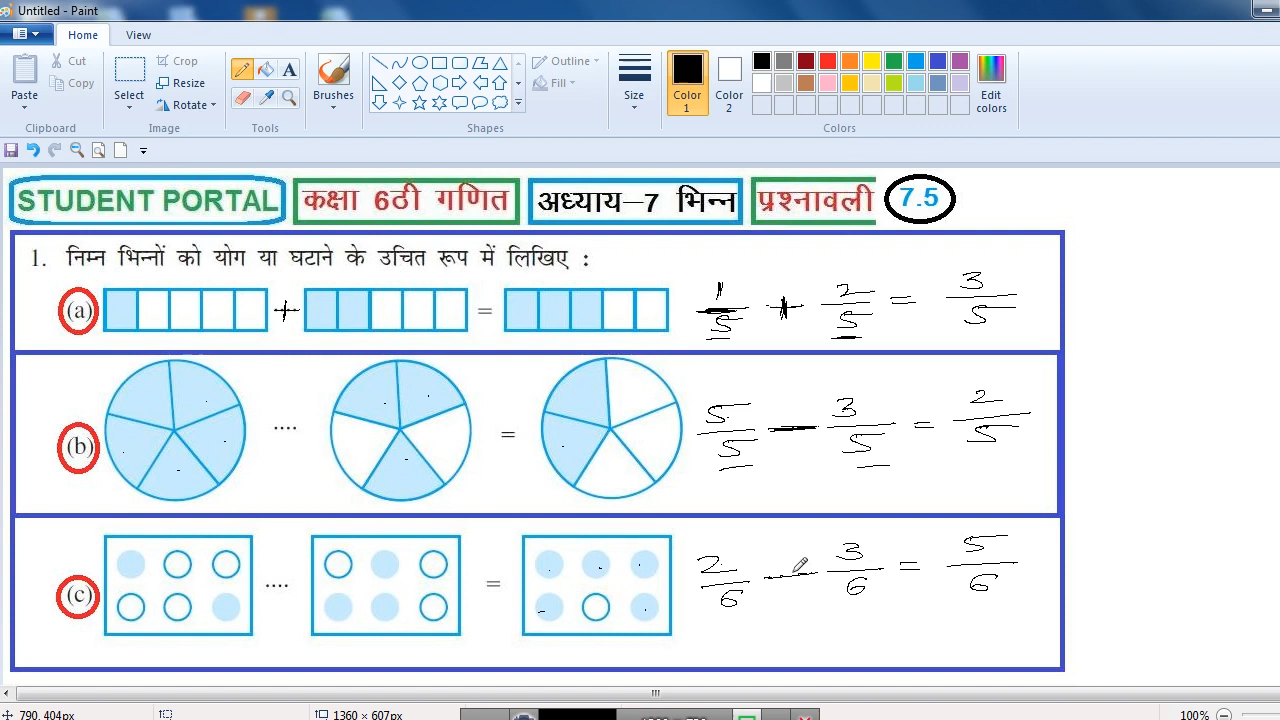 Untitled - Paint
Home View
Paste Cut Copy
Select Crop Resize Rotate
Brushes
Outline Fill
Size Color 1 Color 2 Edit colors
Clipboard Image Tools Shapes Colors
STUDENT PORTAL कक्षा 6ठी गणित अध्याय–7 भिन्न प्रश्नावली 7.5
1. निम्न भिन्नों को योग या घटाने के उचित रूप में लिखिए :
(a) + = 1/5 + 2/5 = 3/5
(b) .... = 5/5 - 3/5 = 2/5
(c) .... = 2/6 - 3/6 = 5/6
790, 404px 1360 × 607px 100%